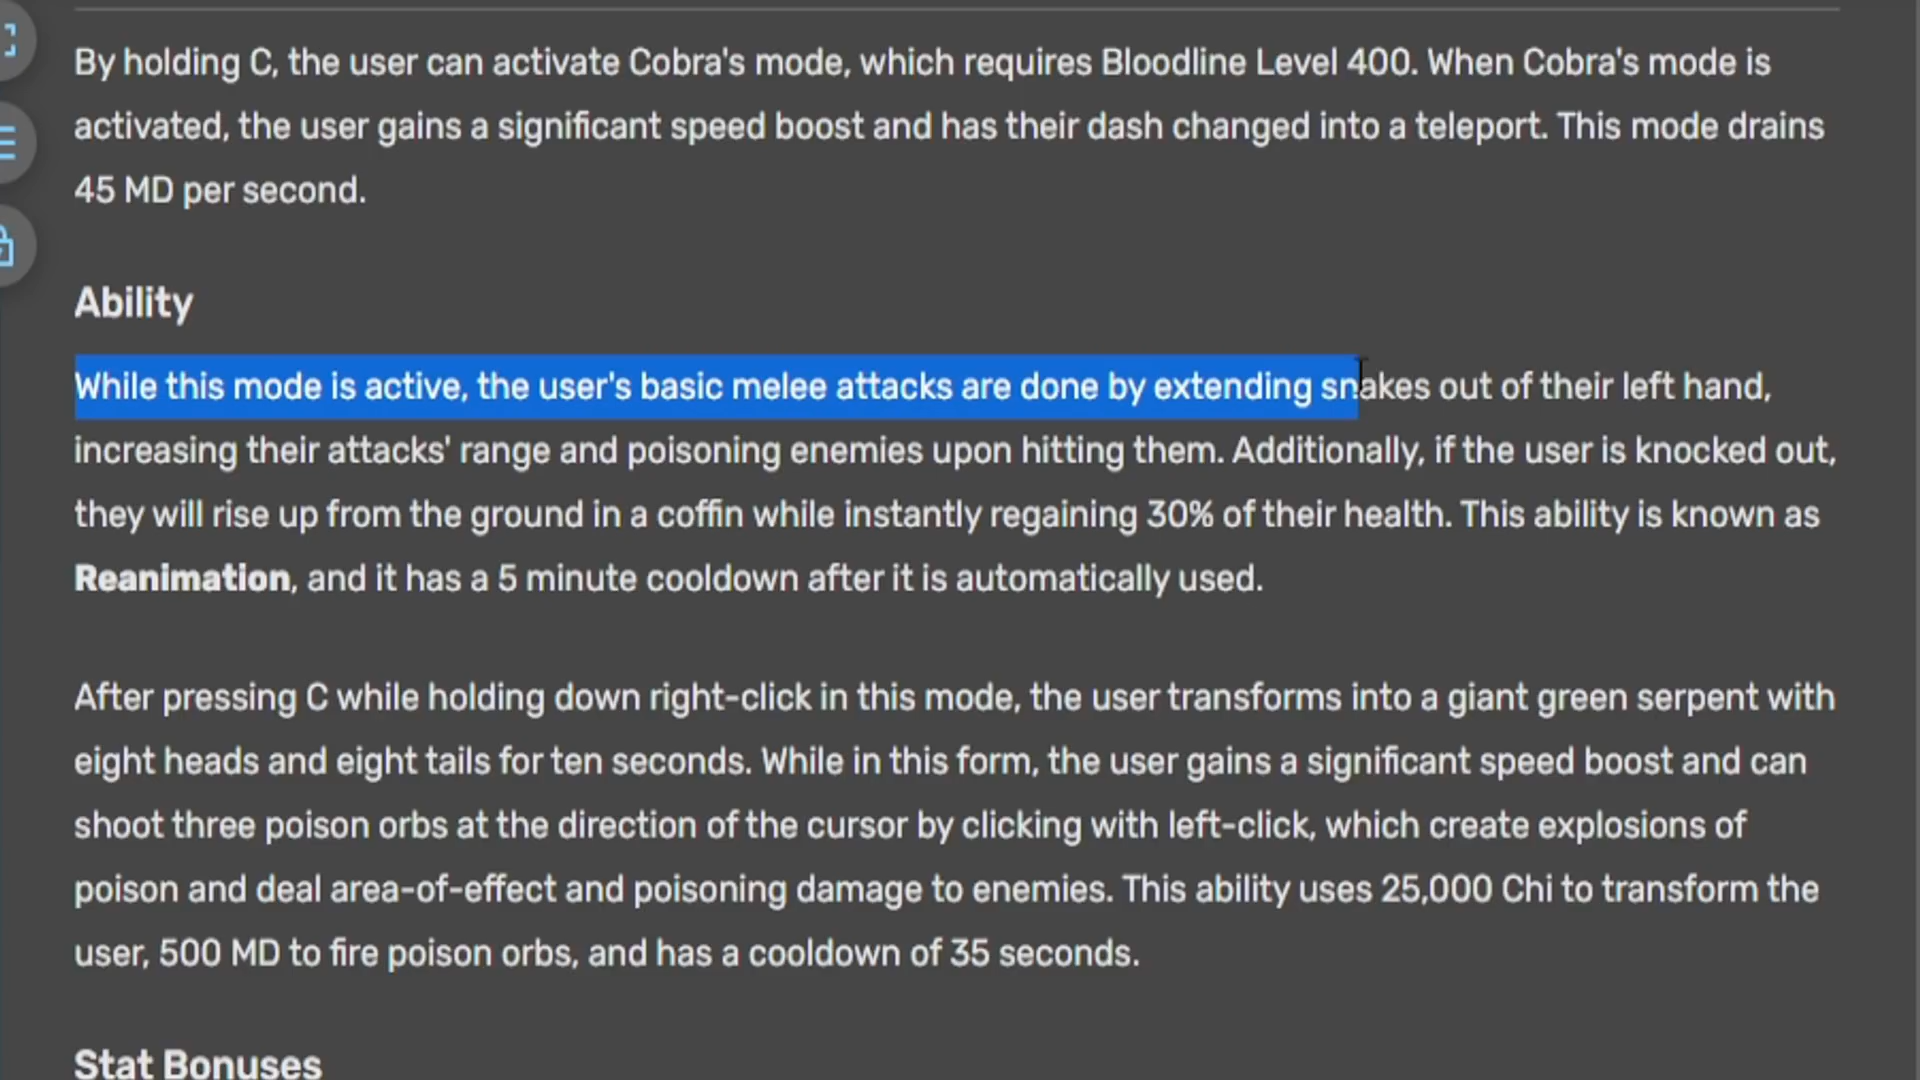 By holding C, the user can activate Cobra's mode, which requires Bloodline Level 400. When Cobra's mode is
activated, the user gains a significant speed boost and has their dash changed into a teleport. This mode drains
45 MD per second.
Ability
While this mode is active, the user's basic melee attacks are done by extending snakes out of their left hand,
increasing their attacks' range and poisoning enemies upon hitting them. Additionally, if the user is knocked out,
they will rise up from the ground in a coffin while instantly regaining 30% of their health. This ability is known as
Reanimation, and it has a 5 minute cooldown after it is automatically used.
After pressing C while holding down right-click in this mode, the user transforms into a giant green serpent with
eight heads and eight tails for ten seconds. While in this form, the user gains a significant speed boost and can
shoot three poison orbs at the direction of the cursor by clicking with left-click, which create explosions of
poison and deal area-of-effect and poisoning damage to enemies. This ability uses 25,000 Chi to transform the
user, 500 MD to fire poison orbs, and has a cooldown of 35 seconds.
Stat Bonuses